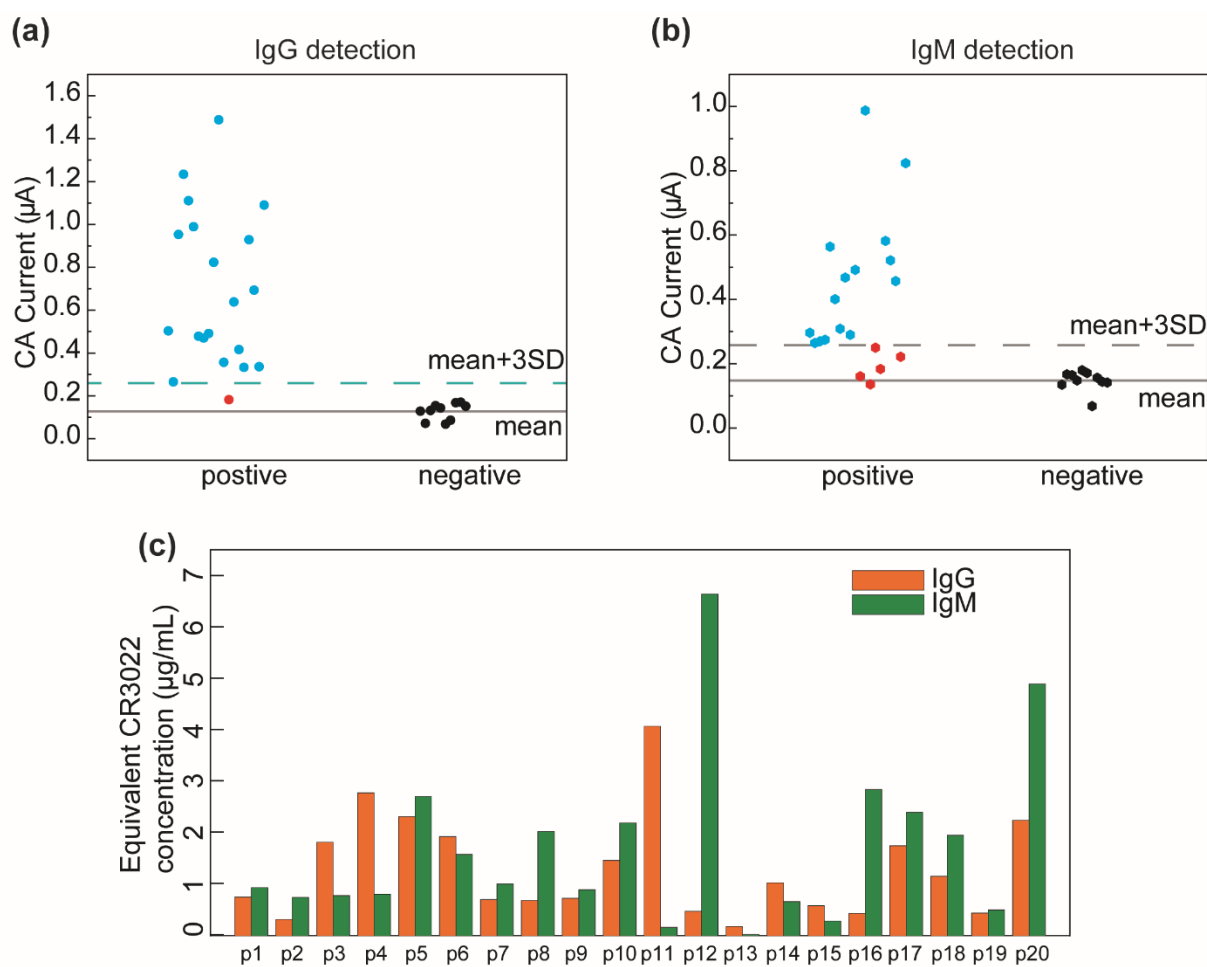 (a)
IgG detection
CA Current (µA)
1.6
1.4
1.2
1.0
0.8
0.6
0.4
0.2
0.0
mean+3SD
mean
postive
negative
(b)
IgM detection
CA Current (µA)
1.0
0.8
0.6
0.4
0.2
0.0
mean+3SD
mean
positive
negative
(c)
Equivalent CR3022
concentration (µg/mL)
7
6
5
4
3
2
1
0
IgG
IgM
p1 p2 p3 p4 p5 p6 p7 p8 p9 p10 p11 p12 p13 p14 p15 p16 p17 p18 p19 p20